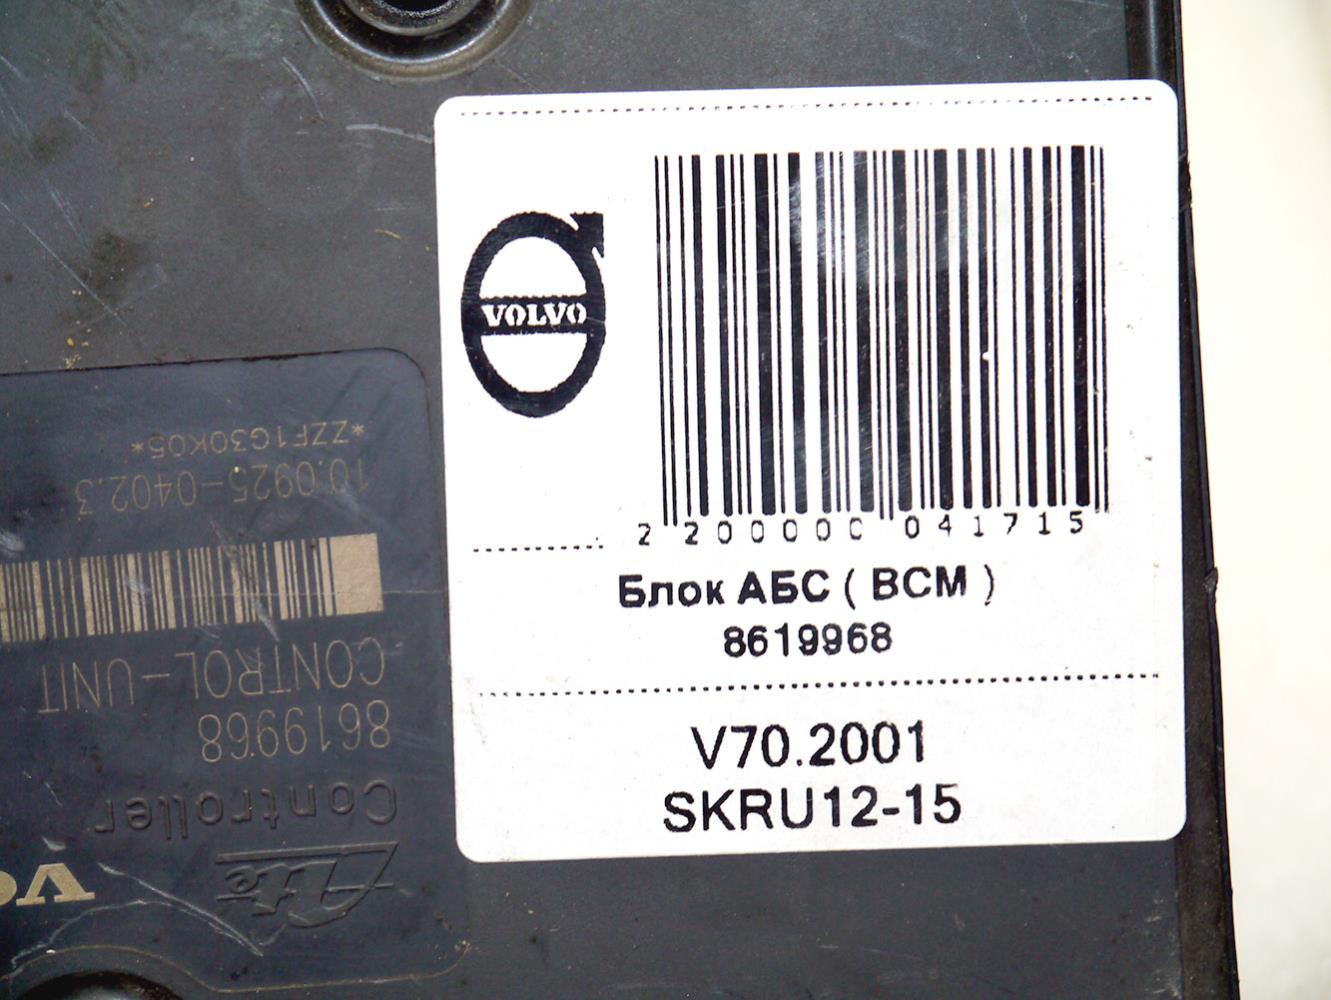 VOLVO
2 200000 041715
Блок АБС ( BCM )
8619968
V70.2001
SKRU12-15
Ate
Controller
8619968
CONTROL-UNIT
10.0925-0402.3
*ZZF1G30K05*